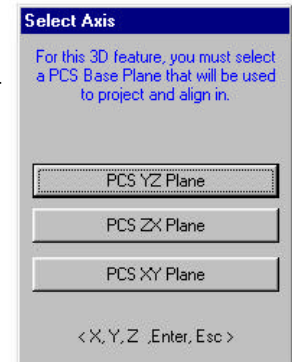 Select Axis
For this 3D feature, you must select
a PCS Base Plane that will be used
to project and align in.
PCS YZ Plane
PCS ZX Plane
PCS XY Plane
< X, Y, Z ,Enter, Esc >